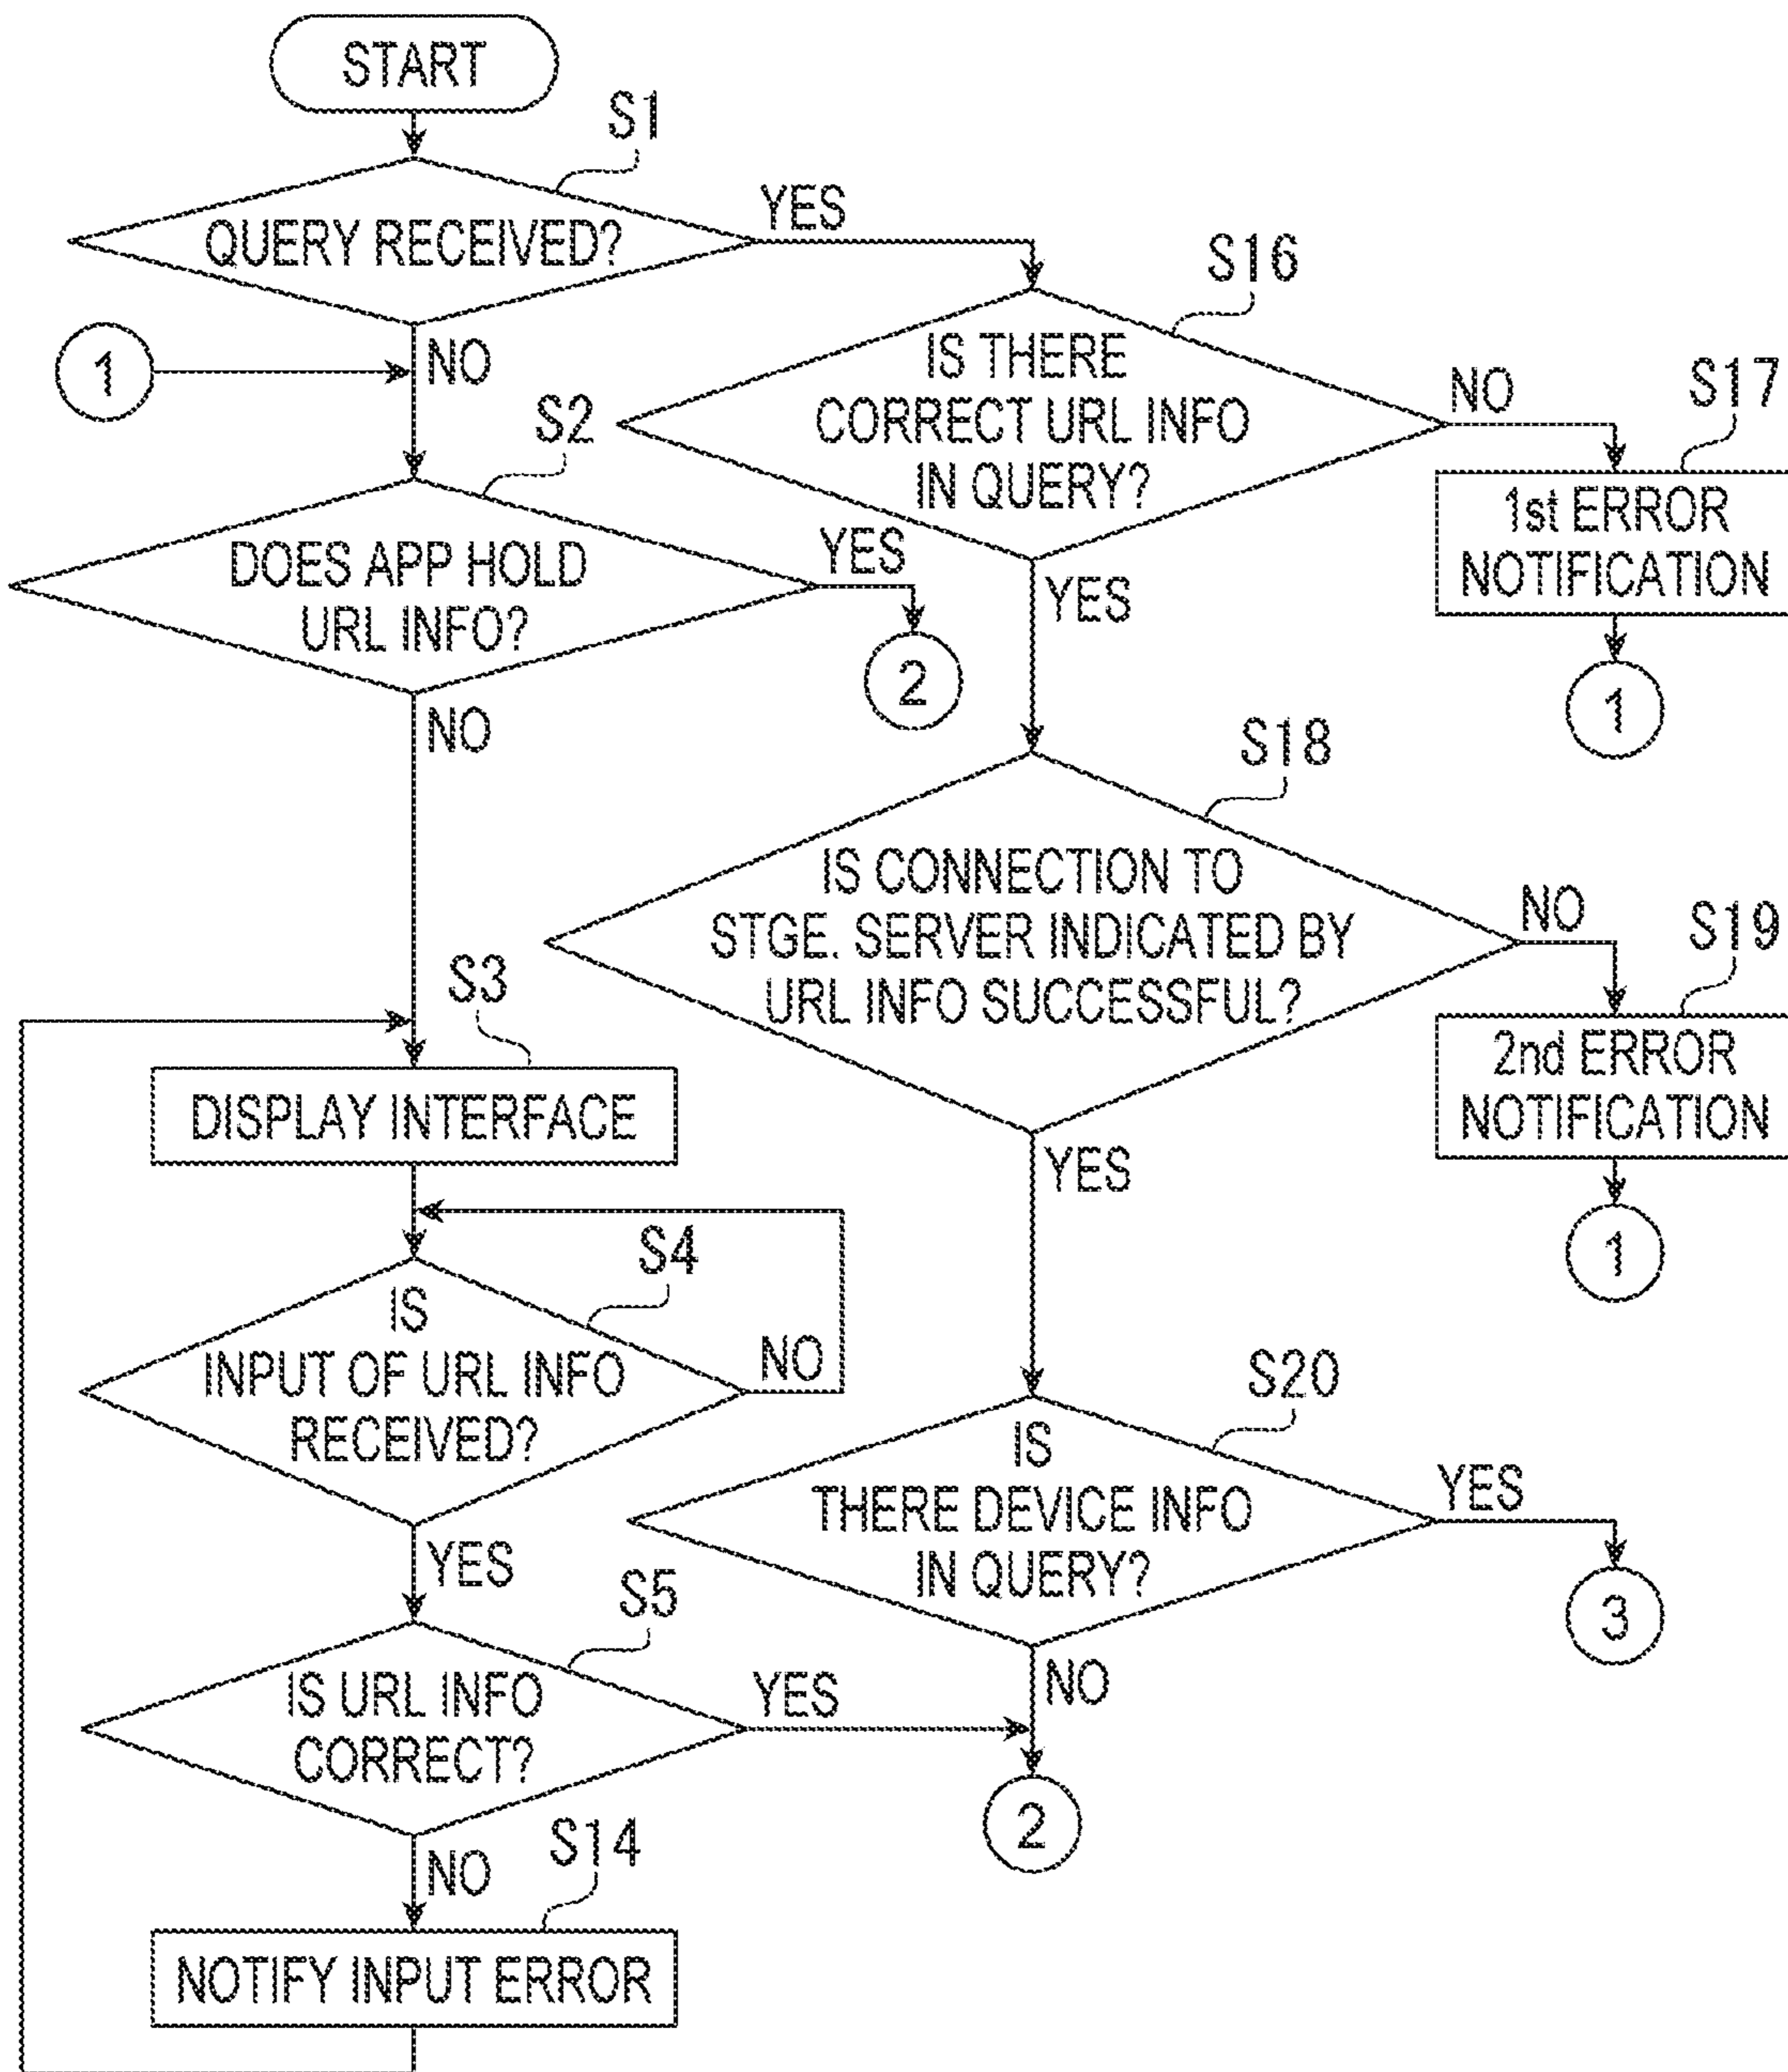 START
S1
QUERY RECEIVED?
YES
NO
1
S16
IS THERE
CORRECT URL INFO
IN QUERY?
NO
YES
S17
1st ERROR
NOTIFICATION
1
S2
DOES APP HOLD
URL INFO?
YES
2
NO
S18
IS CONNECTION TO
STGE. SERVER INDICATED BY
URL INFO SUCCESSFUL?
NO
YES
S19
2nd ERROR
NOTIFICATION
1
S3
DISPLAY INTERFACE
S4
IS
INPUT OF URL INFO
RECEIVED?
NO
YES
S20
IS
THERE DEVICE INFO
IN QUERY?
YES
3
NO
S5
IS URL INFO
CORRECT?
YES
2
NO
S14
NOTIFY INPUT ERROR